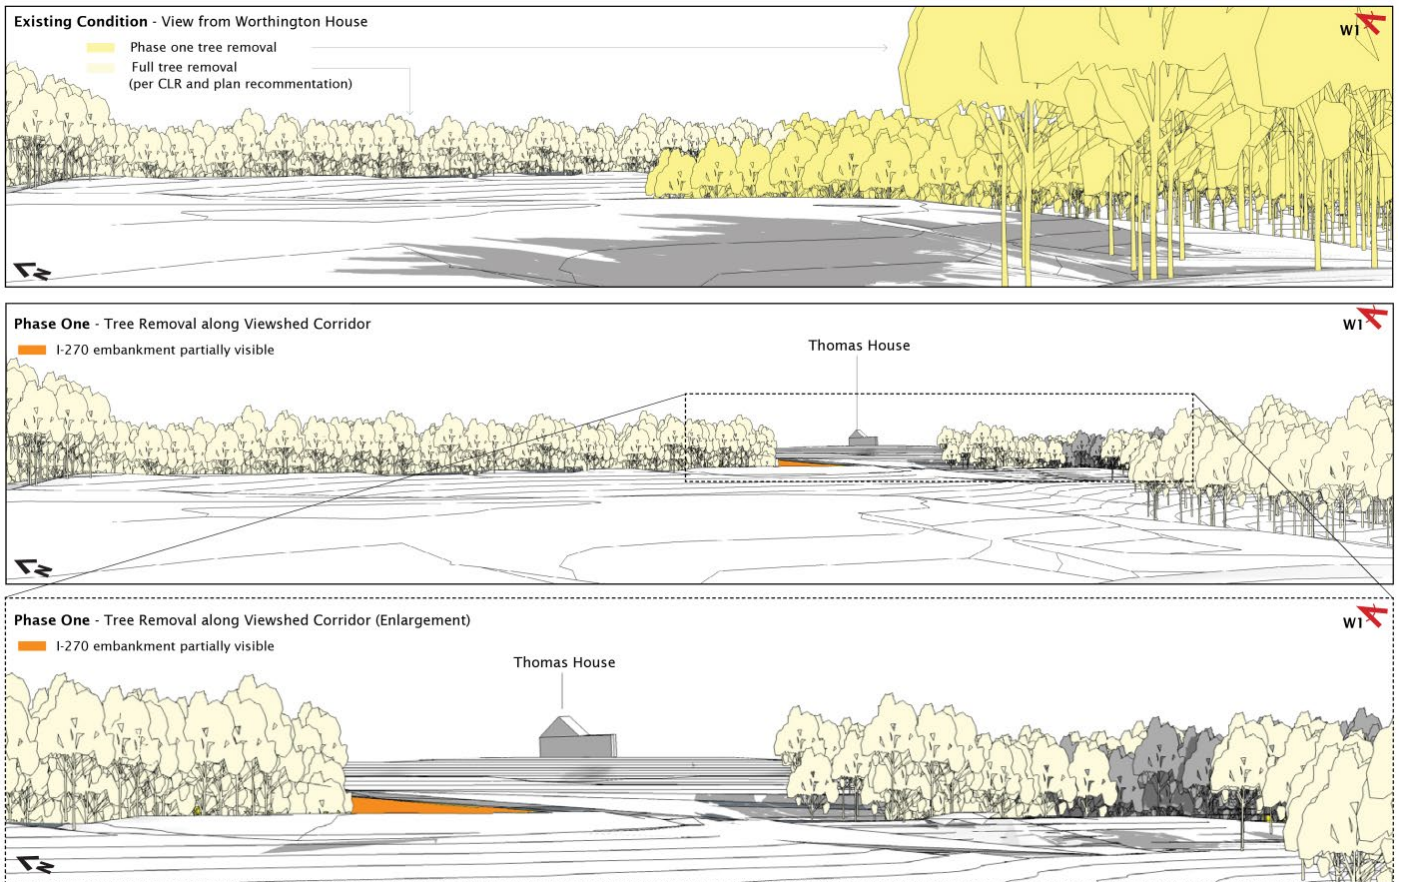 Existing Condition - View from Worthington House
W1
Phase one tree removal
Full tree removal
(per CLR and plan recommentation)
N
Phase One - Tree Removal along Viewshed Corridor
W1
I-270 embankment partially visible
Thomas House
N
Phase One - Tree Removal along Viewshed Corridor (Enlargement)
W1
I-270 embankment partially visible
Thomas House
N